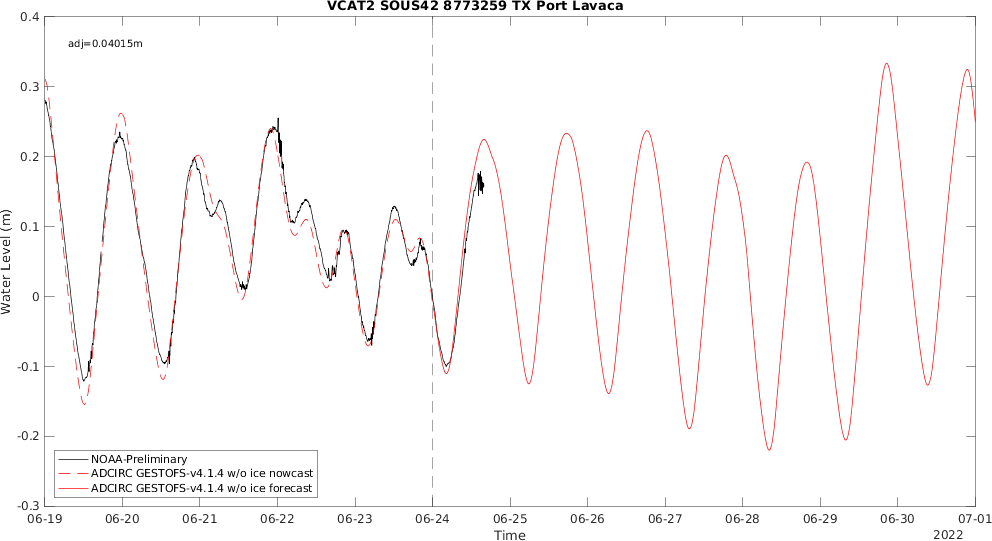 VCAT2 SOUS42 8773259 TX Port Lavaca
adj=0.04015m
Water Level (m)
0.4
0.3
0.2
0.1
0
-0.1
-0.2
-0.3
NOAA-Preliminary
ADCIRC GESTOFS-v4.1.4 w/o ice nowcast
ADCIRC GESTOFS-v4.1.4 w/o ice forecast
06-19 06-20 06-21 06-22 06-23 06-24 06-25 06-26 06-27 06-28 06-29 06-30 07-01
Time
2022